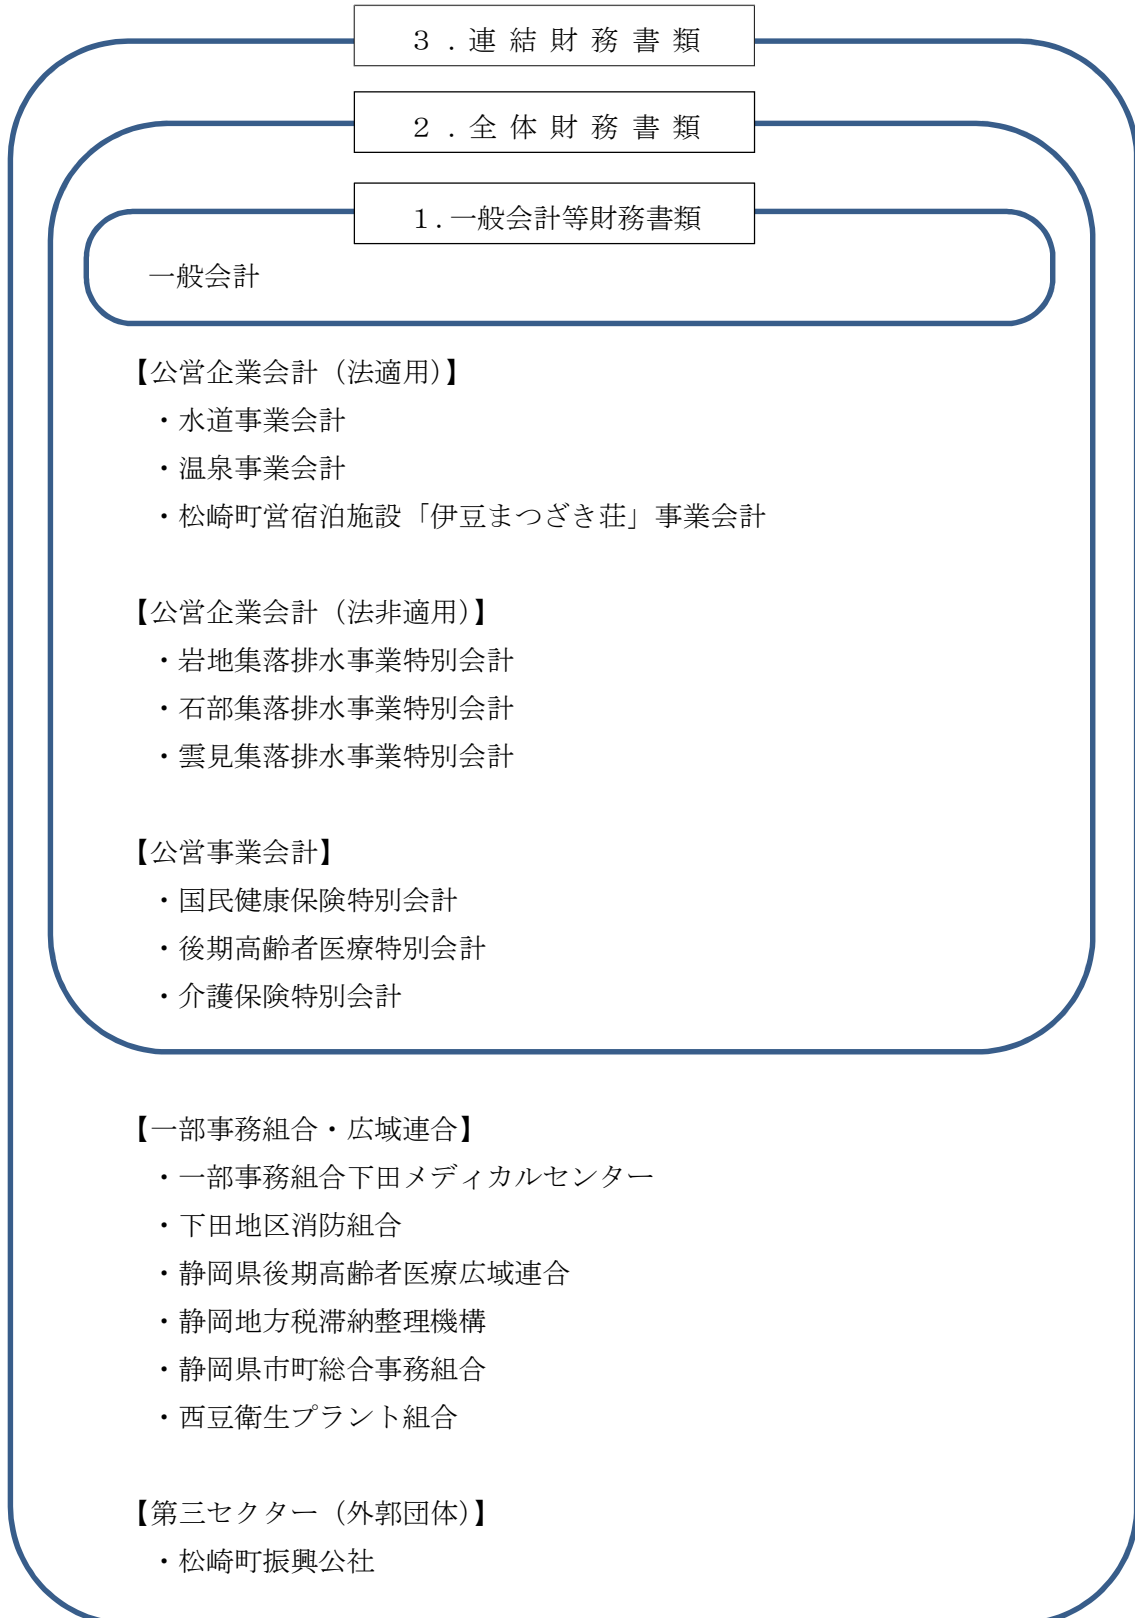 ３．連結財務書類
２．全体財務書類
１.一般会計等財務書類
一般会計
【公営企業会計（法適用）】
・水道事業会計
・温泉事業会計
・松崎町営宿泊施設「伊豆まつざき荘」事業会計
【公営企業会計（法非適用）】
・岩地集落排水事業特別会計
・石部集落排水事業特別会計
・雲見集落排水事業特別会計
【公営事業会計】
・国民健康保険特別会計
・後期高齢者医療特別会計
・介護保険特別会計
【一部事務組合・広域連合】
・一部事務組合下田メディカルセンター
・下田地区消防組合
・静岡県後期高齢者医療広域連合
・静岡地方税滞納整理機構
・静岡県市町総合事務組合
・西豆衛生プラント組合
【第三セクター（外郭団体）】
・松崎町振興公社